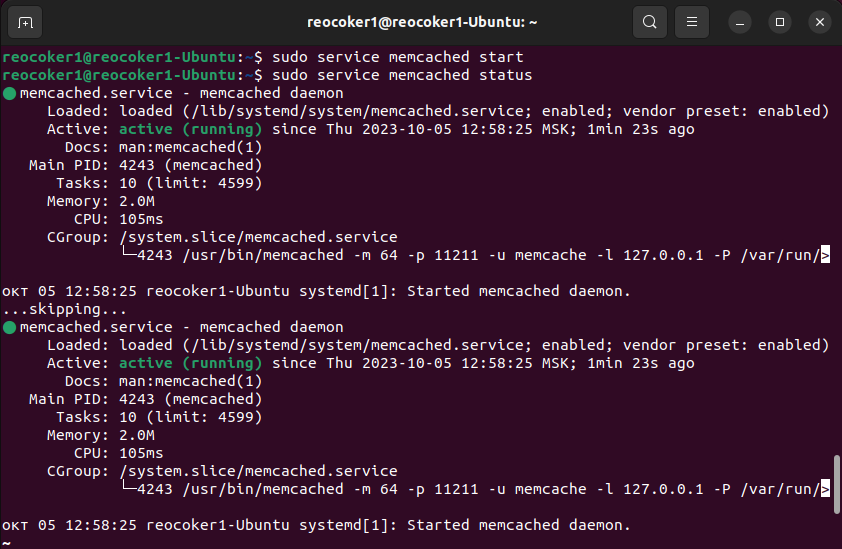 reocoker1@reocoker1-Ubuntu: ~
reocoker1@reocoker1-Ubuntu:~$ sudo service memcached start
reocoker1@reocoker1-Ubuntu:~$ sudo service memcached status
● memcached.service - memcached daemon
     Loaded: loaded (/lib/systemd/system/memcached.service; enabled; vendor preset: enabled)
     Active: active (running) since Thu 2023-10-05 12:58:25 MSK; 1min 23s ago
       Docs: man:memcached(1)
   Main PID: 4243 (memcached)
      Tasks: 10 (limit: 4599)
     Memory: 2.0M
        CPU: 105ms
     CGroup: /system.slice/memcached.service
             └─4243 /usr/bin/memcached -m 64 -p 11211 -u memcache -l 127.0.0.1 -P /var/run/>
окт 05 12:58:25 reocoker1-Ubuntu systemd[1]: Started memcached daemon.
...skipping...
● memcached.service - memcached daemon
     Loaded: loaded (/lib/systemd/system/memcached.service; enabled; vendor preset: enabled)
     Active: active (running) since Thu 2023-10-05 12:58:25 MSK; 1min 23s ago
       Docs: man:memcached(1)
   Main PID: 4243 (memcached)
      Tasks: 10 (limit: 4599)
     Memory: 2.0M
        CPU: 105ms
     CGroup: /system.slice/memcached.service
             └─4243 /usr/bin/memcached -m 64 -p 11211 -u memcache -l 127.0.0.1 -P /var/run/>
окт 05 12:58:25 reocoker1-Ubuntu systemd[1]: Started memcached daemon.
~